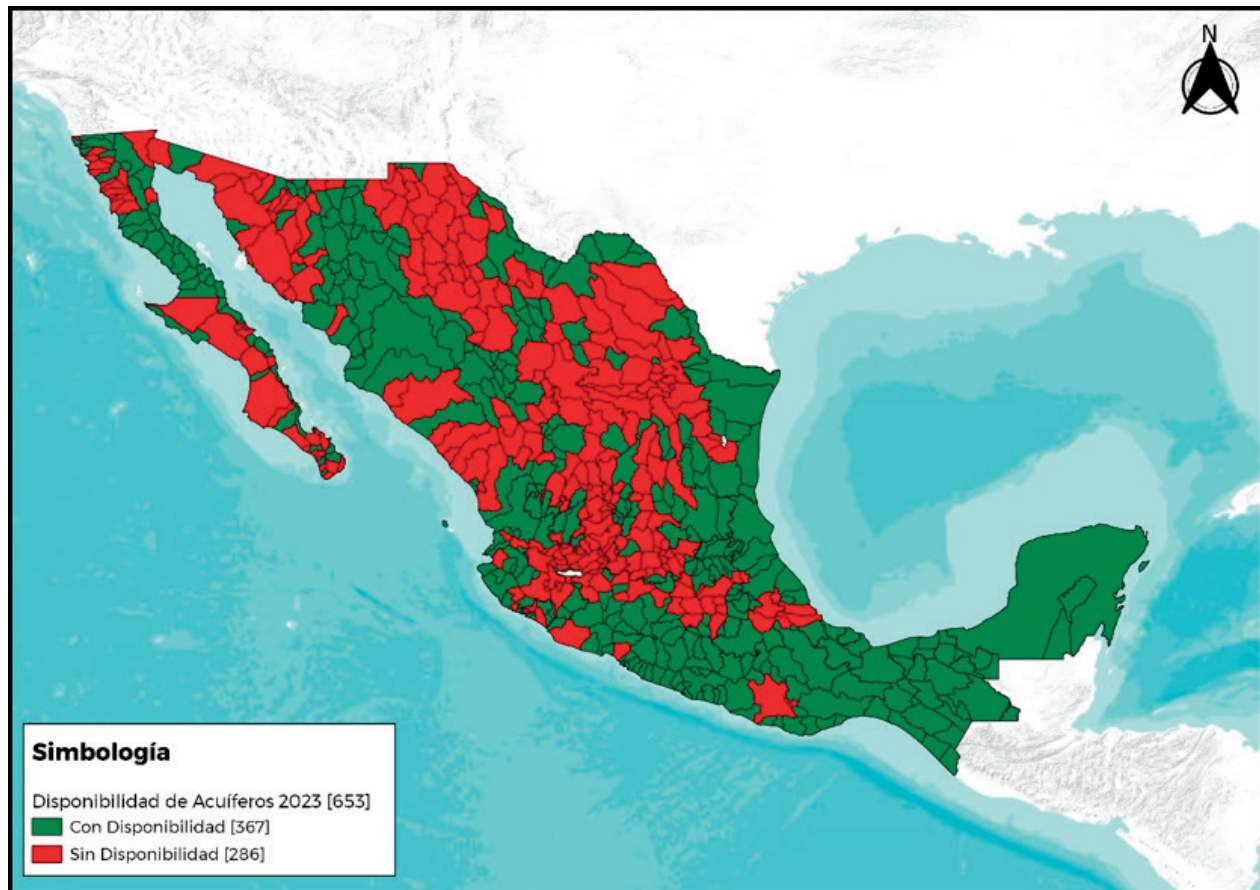 N
Simbología
Disponibilidad de Acuíferos 2023 [653]
Con Disponibilidad [367]
Sin Disponibilidad [286]